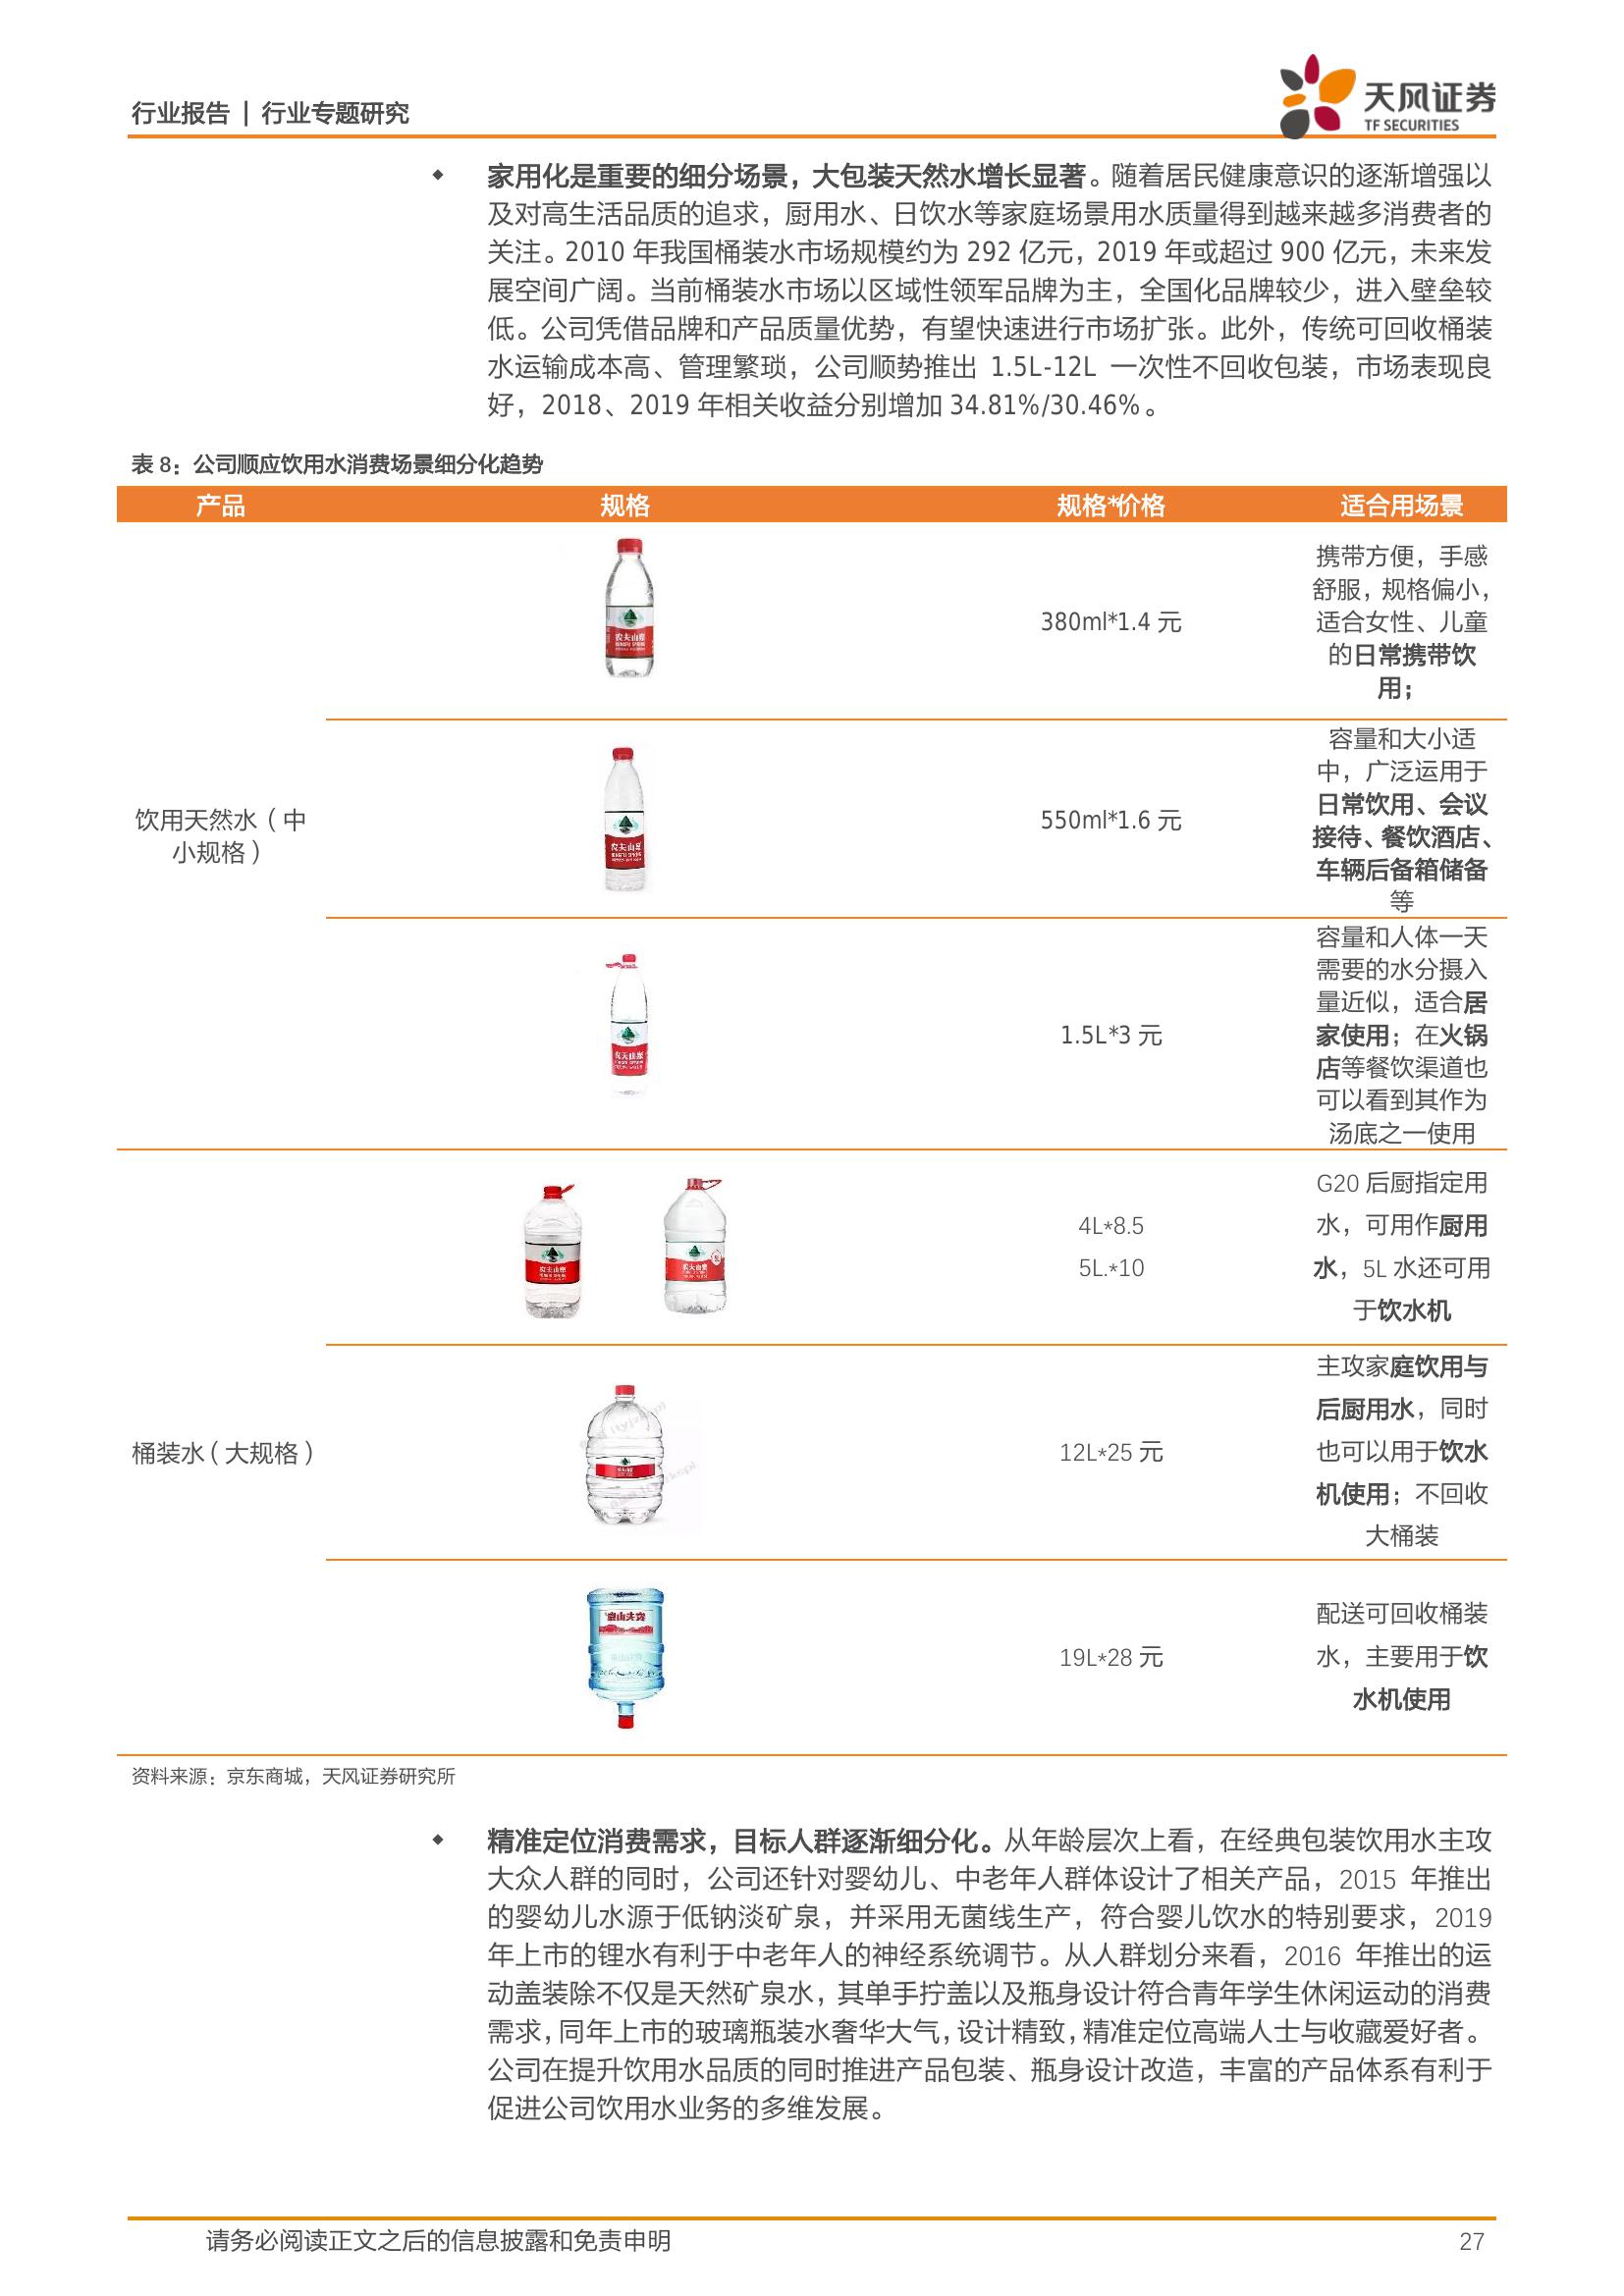 行业报告 | 行业专题研究
天风证券
TF SECURITIES
◆ 家用化是重要的细分场景，大包装天然水增长显著。随着居民健康意识的逐渐增强以
及对高生活品质的追求，厨用水、日饮水等家庭场景用水质量得到越来越多消费者的
关注。2010 年我国桶装水市场规模约为 292 亿元，2019 年或超过 900 亿元，未来发
展空间广阔。当前桶装水市场以区域性领军品牌为主，全国化品牌较少，进入壁垒较
低。公司凭借品牌和产品质量优势，有望快速进行市场扩张。此外，传统可回收桶装
水运输成本高、管理繁琐，公司顺势推出 1.5L-12L 一次性不回收包装，市场表现良
好，2018、2019 年相关收益分别增加 34.81%/30.46%。
表 8：公司顺应饮用水消费场景细分化趋势
产品 规格 规格*价格 适合用场景
饮用天然水（中
小规格）
农夫山泉
380ml*1.4 元
携带方便，手感
舒服，规格偏小，
适合女性、儿童
的日常携带饮
用；
农夫山泉
550ml*1.6 元
容量和大小适
中，广泛运用于
日常饮用、会议
接待、餐饮酒店、
车辆后备箱储备
等
农夫山泉
1.5L*3 元
容量和人体一天
需要的水分摄入
量近似，适合居
家使用；在火锅
店等餐饮渠道也
可以看到其作为
汤底之一使用
桶装水（大规格）
农夫山泉
农夫山泉
4L*8.5
5L.*10
G20 后厨指定用
水，可用作厨用
水，5L 水还可用
于饮水机
12L*25 元
主攻家庭饮用与
后厨用水，同时
也可以用于饮水
机使用；不回收
大桶装
农夫山泉
19L*28 元
配送可回收桶装
水，主要用于饮
水机使用
资料来源：京东商城，天风证券研究所
◆ 精准定位消费需求，目标人群逐渐细分化。从年龄层次上看，在经典包装饮用水主攻
大众人群的同时，公司还针对婴幼儿、中老年人群体设计了相关产品，2015 年推出
的婴幼儿水源于低钠淡矿泉，并采用无菌线生产，符合婴儿饮水的特别要求，2019
年上市的锂水有利于中老年人的神经系统调节。从人群划分来看，2016 年推出的运
动盖装除不仅是天然矿泉水，其单手拧盖以及瓶身设计符合青年学生休闲运动的消费
需求，同年上市的玻璃瓶装水奢华大气，设计精致，精准定位高端人士与收藏爱好者。
公司在提升饮用水品质的同时推进产品包装、瓶身设计改造，丰富的产品体系有利于
促进公司饮用水业务的多维发展。
请务必阅读正文之后的信息披露和免责申明 27